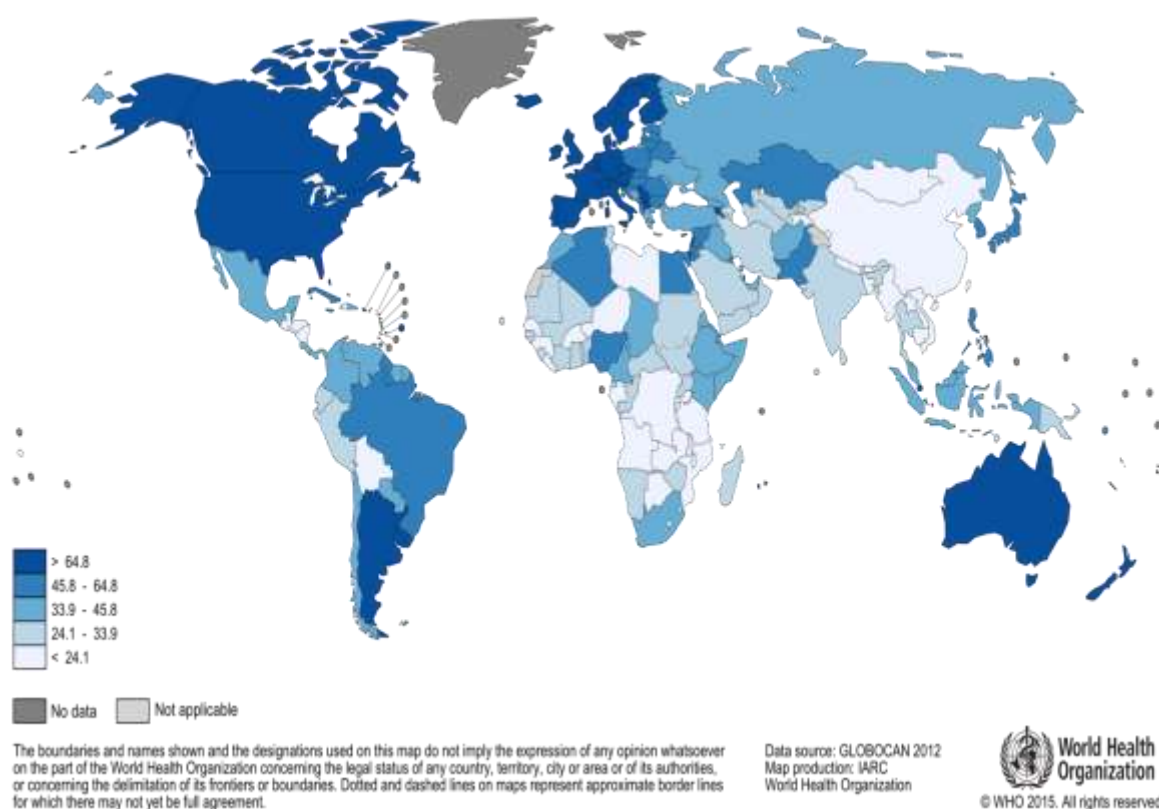 > 64.8
45.8 - 64.8
33.9 - 45.8
24.1 - 33.9
< 24.1
No data
Not applicable
The boundaries and names shown and the designations used on this map do not imply the expression of any opinion whatsoever
on the part of the World Health Organization concerning the legal status of any country, territory, city or area or of its authorities,
or concerning the delimitation of its frontiers or boundaries. Dotted and dashed lines on maps represent approximate border lines
for which there may not yet be full agreement.
Data source: GLOBOCAN 2012
Map production: IARC
World Health Organization
World Health
Organization
© WHO 2015. All rights reserved